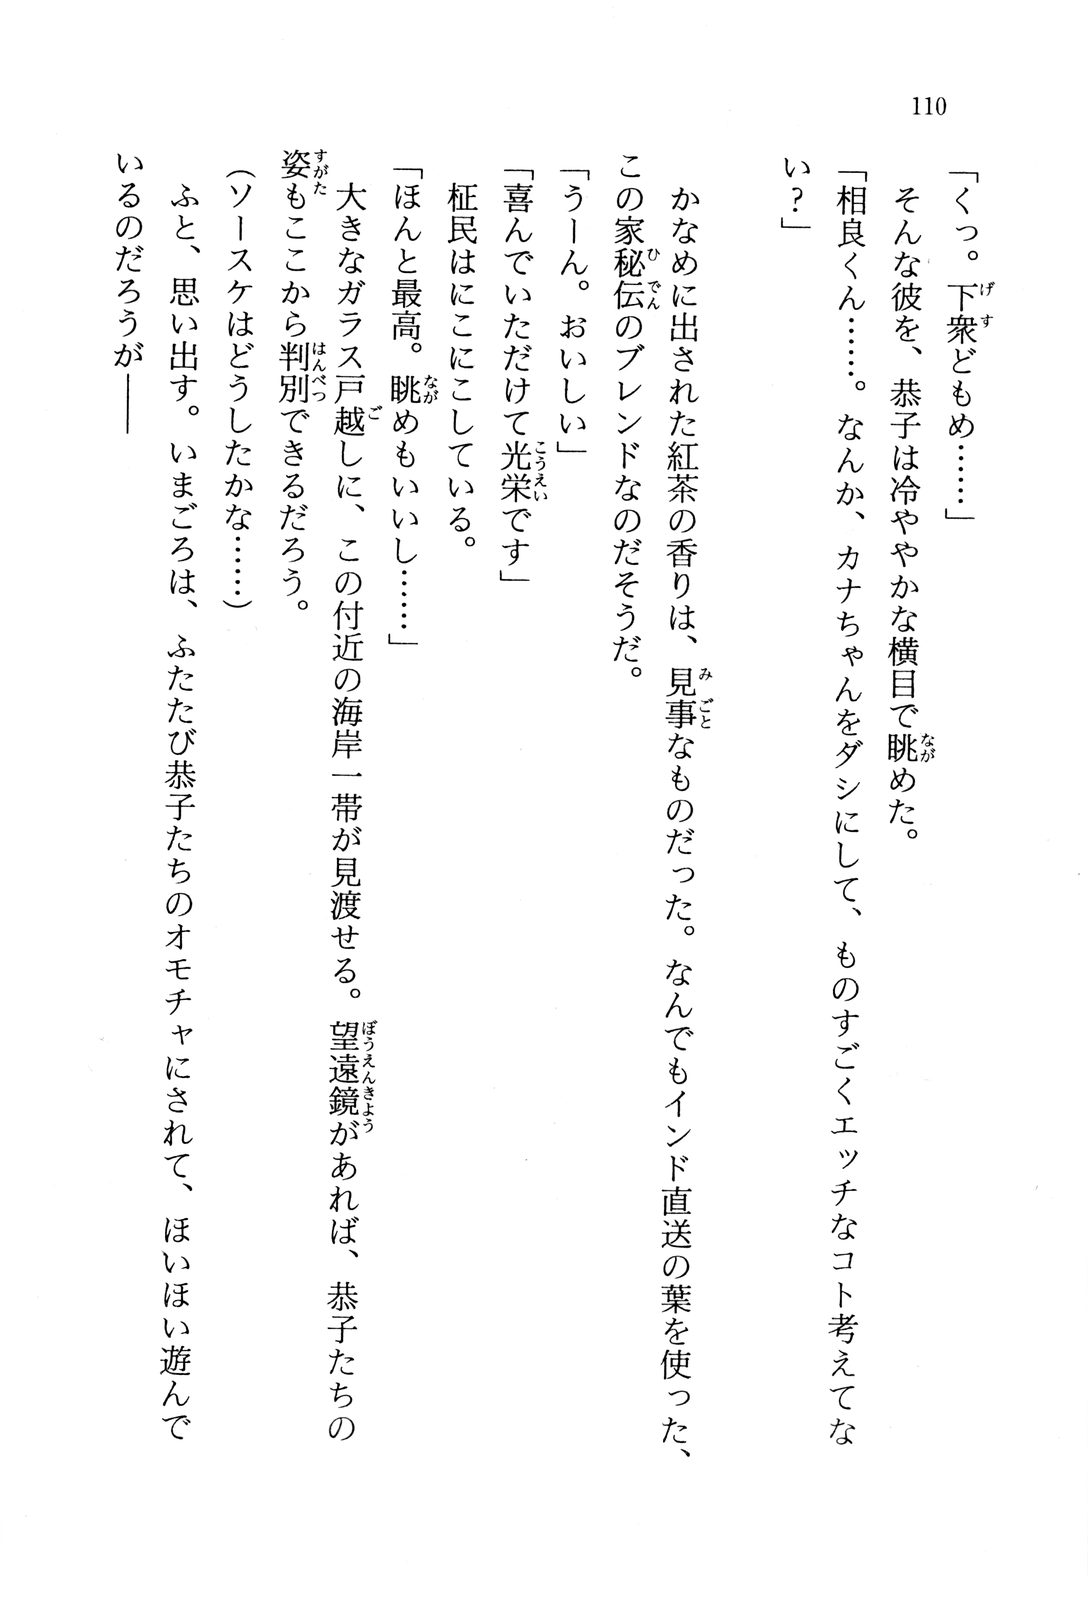 110
「くっ。下衆どもめ……」
そんな彼を、恭子は冷ややかな横目で眺めた。
「相良くん……。なんか、カナちゃんをダシにして、ものすごくエッチなコト考えてな
い？」
かなめに出された紅茶の香りは、見事なものだった。なんでもインド直送の葉を使った、
この家秘伝のブレンドなのだそうだ。
「うーん。おいしい」
「喜んでいただけて光栄です」
柾民はにこにこしている。
「ほんと最高。眺めもいいし……」
大きなガラス戸越しに、この付近の海岸一帯が見渡せる。望遠鏡があれば、恭子たちの
姿もここから判別できるだろう。
（ソースケはどうしたかな……）
ふと、思い出す。いまごろは、ふたたび恭子たちのオモチャにされて、ほいほい遊んで
いるのだろうが――